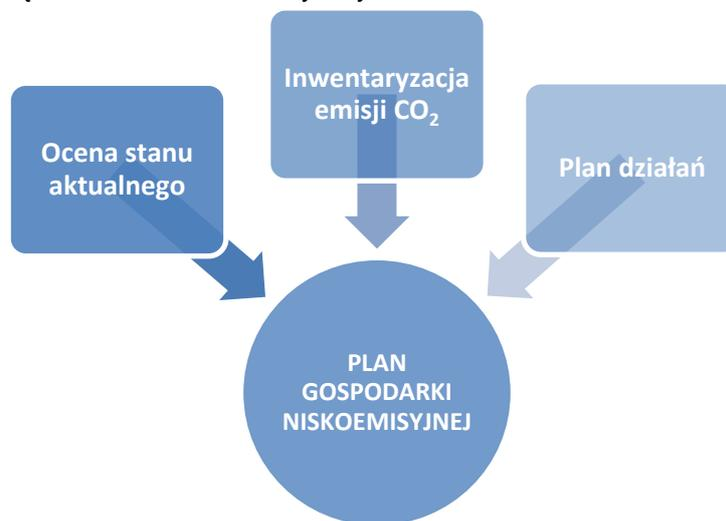 Ocena stanu
aktualnego
Inwentaryzacja
emisji CO₂
Plan działań
PLAN
GOSPODARKI
NISKOEMISYJNEJ